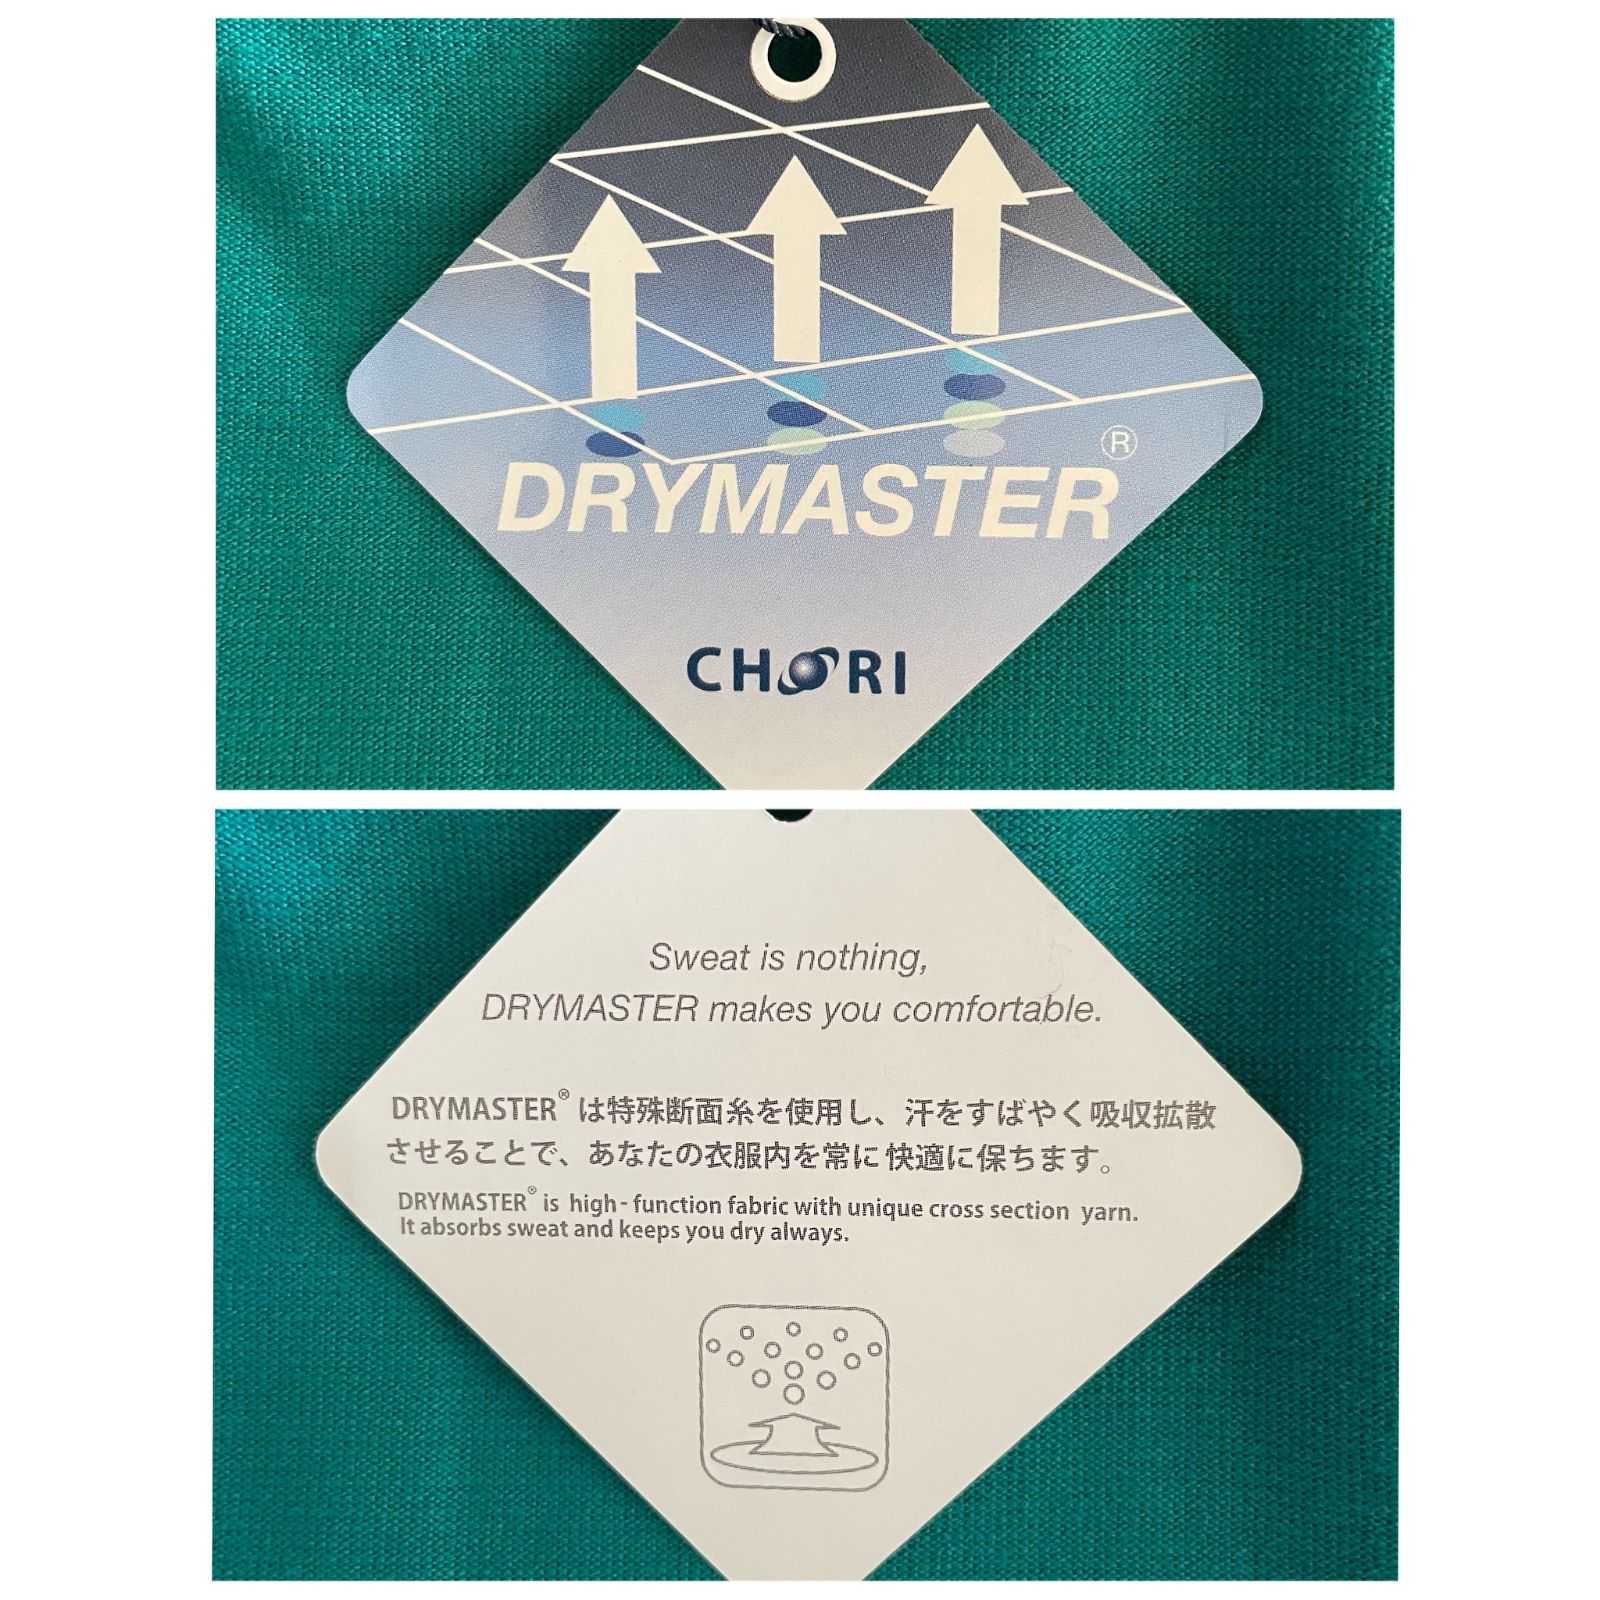 DRYMASTER®
CHORI
Sweat is nothing,
DRYMASTER makes you comfortable.
DRYMASTER® は特殊断面糸を使用し、汗をすばやく吸収拡散
させることで、あなたの衣服内を常に快適に保ちます。
DRYMASTER® is high-function fabric with unique cross section yarn.
It absorbs sweat and keeps you dry always.